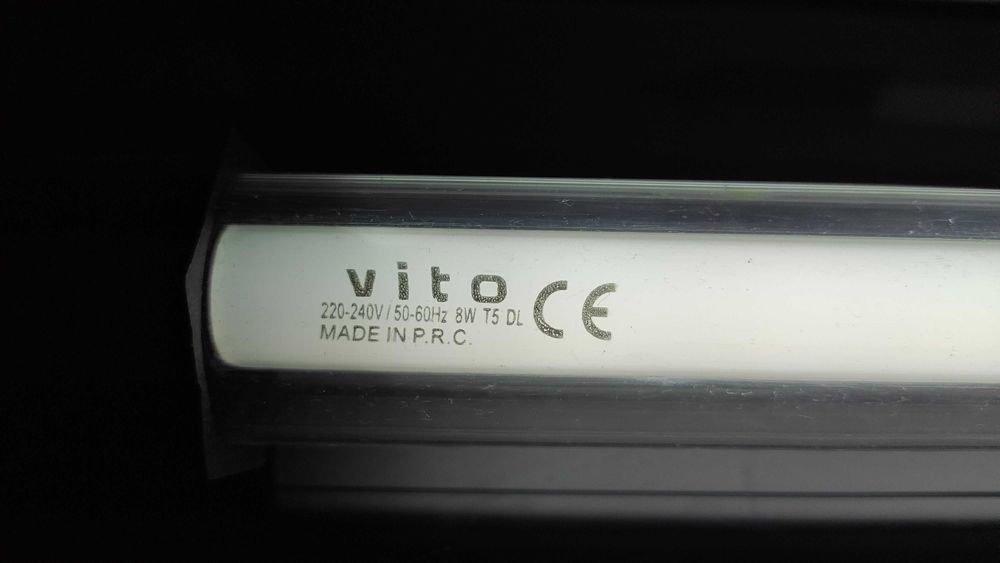 vito CE
220-240V / 50-60Hz 8W T5 DL
MADE IN P.R.C.